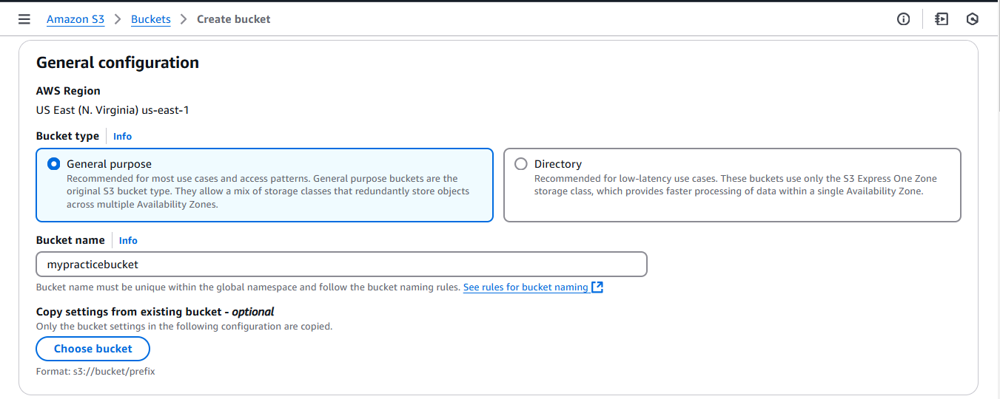 Amazon S3 > Buckets > Create bucket
General configuration
AWS Region
US East (N. Virginia) us-east-1
Bucket type Info
General purpose
Recommended for most use cases and access patterns. General purpose buckets are the
original S3 bucket type. They allow a mix of storage classes that redundantly store objects
across multiple Availability Zones.
Directory
Recommended for low-latency use cases. These buckets use only the S3 Express One Zone
storage class, which provides faster processing of data within a single Availability Zone.
Bucket name Info
mypracticebucket
Bucket name must be unique within the global namespace and follow the bucket naming rules. See rules for bucket naming
Copy settings from existing bucket - optional
Only the bucket settings in the following configuration are copied.
Choose bucket
Format: s3://bucket/prefix